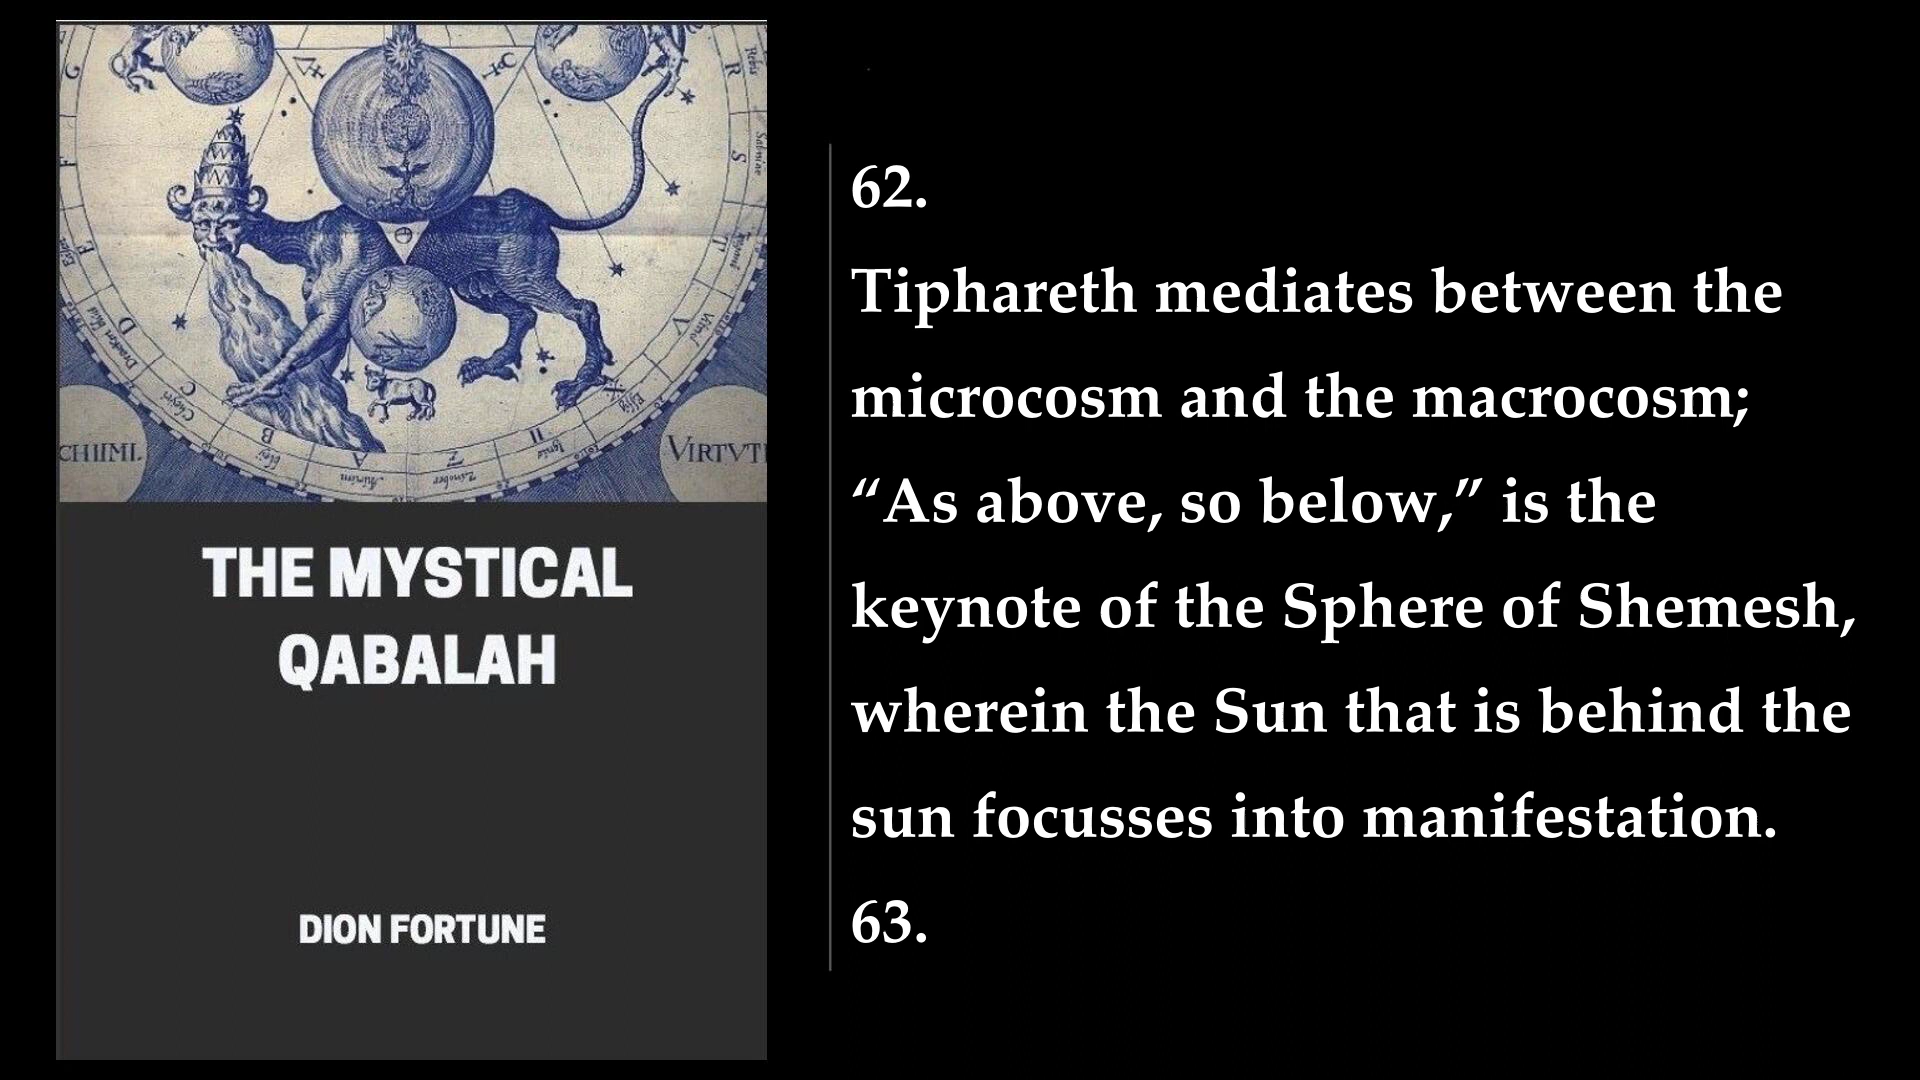 CHIIMI.
VIRTVTI
THE MYSTICAL
QABALAH
DION FORTUNE
62.
Tiphareth mediates between the
microcosm and the macrocosm;
“As above, so below,” is the
keynote of the Sphere of Shemesh,
wherein the Sun that is behind the
sun focusses into manifestation.
63.